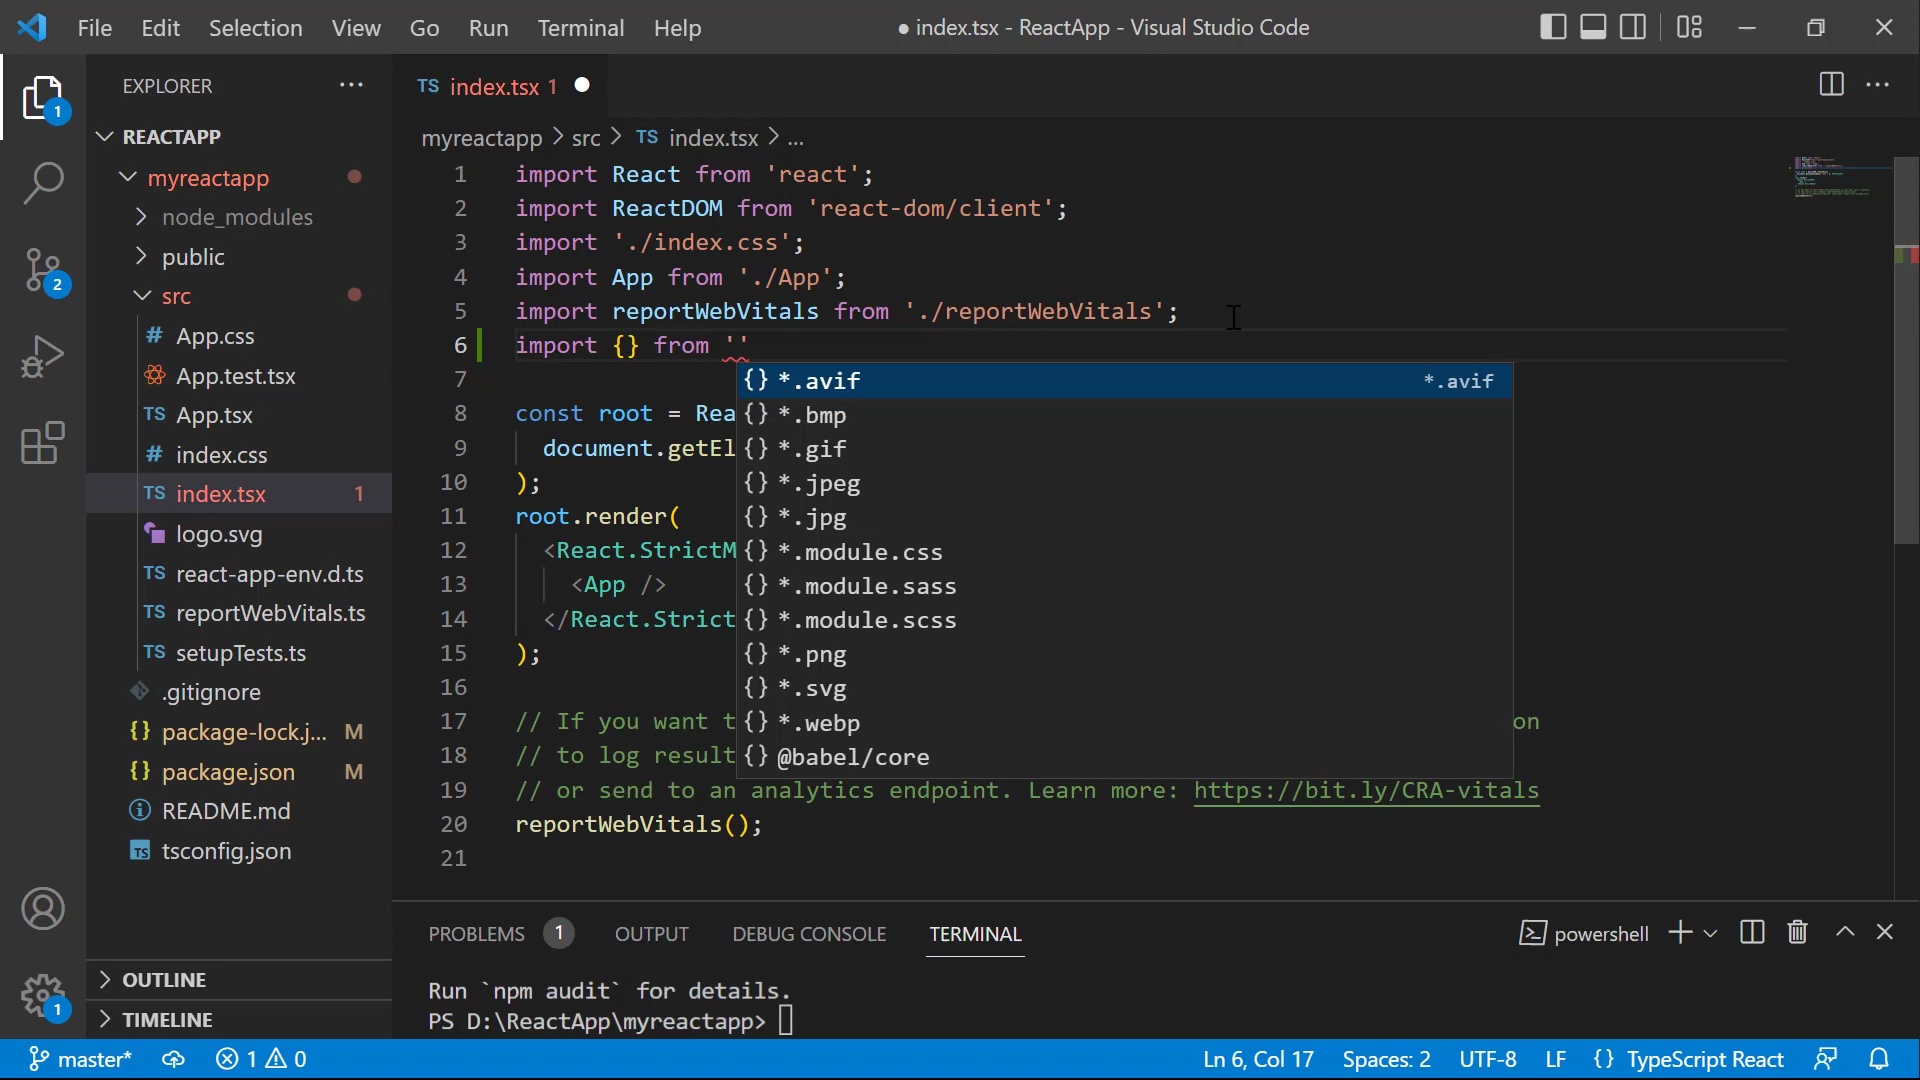 File Edit Selection View Go Run Terminal Help
● index.tsx - ReactApp - Visual Studio Code
EXPLORER
REACTAPP
myreactapp
node_modules
public
src
# App.css
App.test.tsx
TS App.tsx
# index.css
TS index.tsx 1
logo.svg
TS react-app-env.d.ts
TS reportWebVitals.ts
TS setupTests.ts
.gitignore
{} package-lock.j... M
{} package.json M
README.md
TS tsconfig.json
OUTLINE
TIMELINE
1
2
1
TS index.tsx 1
myreactapp > src > TS index.tsx > ...
1 import React from 'react';
2 import ReactDOM from 'react-dom/client';
3 import './index.css';
4 import App from './App';
5 import reportWebVitals from './reportWebVitals';
6 import {} from ''
7
8 const root = Rea
9 document.getEl
10 );
11 root.render(
12 <React.StrictM
13 <App />
14 </React.Strict
15 );
16
17 // If you want t on
18 // to log result
19 // or send to an analytics endpoint. Learn more: https://bit.ly/CRA-vitals
20 reportWebVitals();
21
{} *.avif *.avif
{} *.bmp
{} *.gif
{} *.jpeg
{} *.jpg
{} *.module.css
{} *.module.sass
{} *.module.scss
{} *.png
{} *.svg
{} *.webp
{} @babel/core
PROBLEMS 1 OUTPUT DEBUG CONSOLE TERMINAL
powershell
Run `npm audit` for details.
PS D:\ReactApp\myreactapp>
master* 1 0
Ln 6, Col 17 Spaces: 2 UTF-8 LF {} TypeScript React